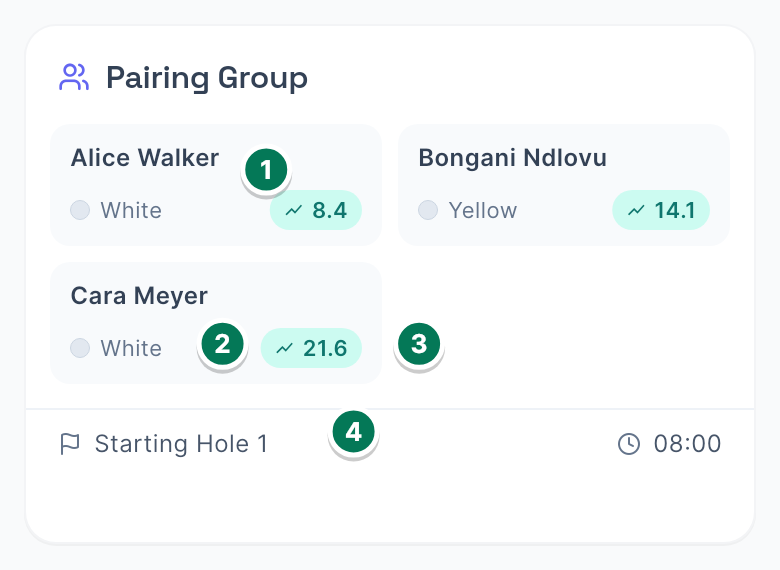 Pairing Group
Alice Walker
1
White
8.4
Bongani Ndlovu
Yellow
14.1
Cara Meyer
White
2
21.6
3
4
Starting Hole 1
08:00